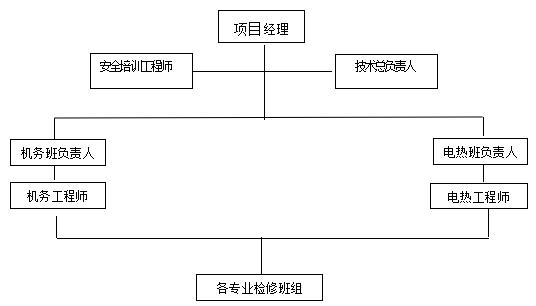 项目经理
安全培训工程师
技术总负责人
机务班负责人
电热班负责人
机务工程师
电热工程师
各专业检修班组